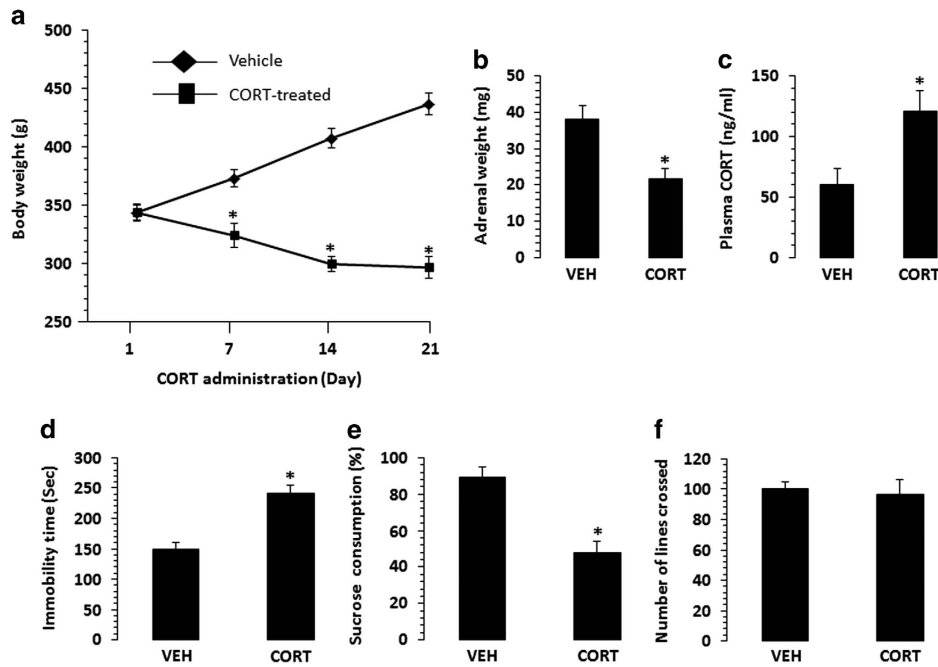 a
500
450
400
350
300
250
Body weight (g)
Vehicle
CORT-treated
*
*
*
1 7 14 21
CORT administration (Day)
b
50
40
30
20
10
0
Adrenal weight (mg)
*
VEH CORT
c
150
100
50
0
Plasma CORT (ng/ml)
*
VEH CORT
d
300
250
200
150
100
50
0
Immobility time (Sec)
*
VEH CORT
e
100
80
60
40
20
0
Sucrose consumption (%)
*
VEH CORT
f
120
100
80
60
40
20
0
Number of lines crossed
VEH CORT